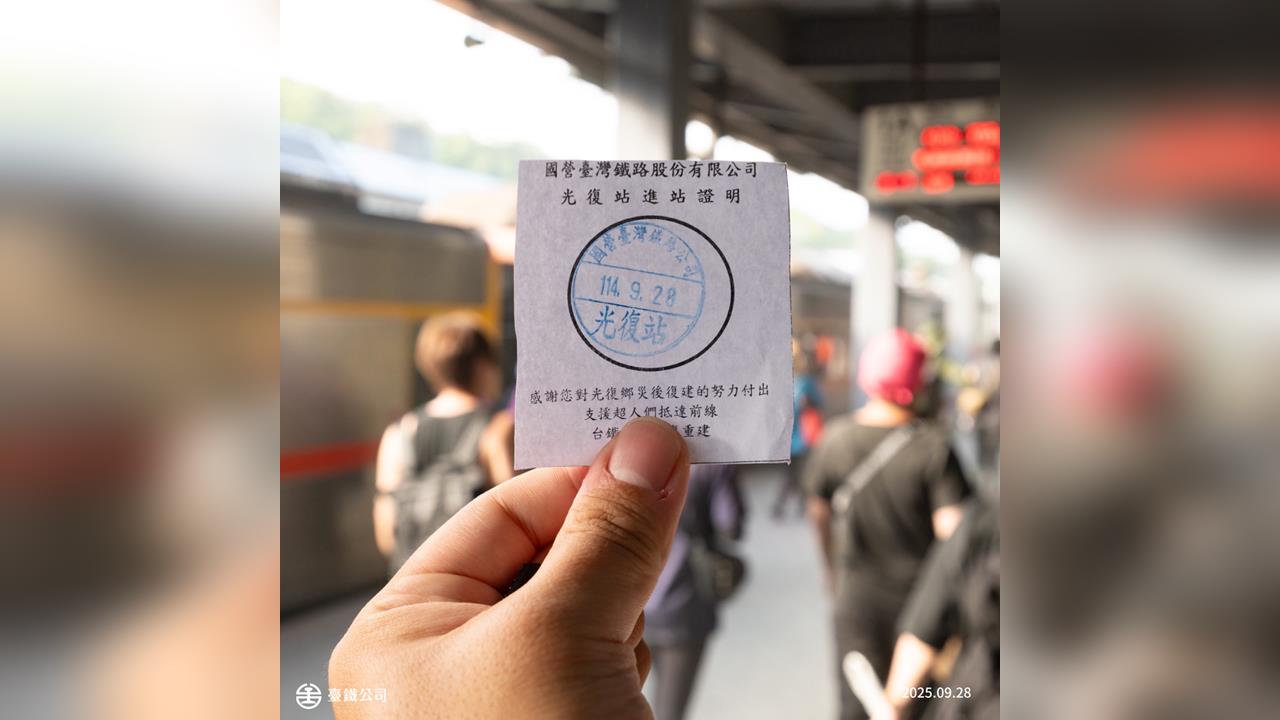 國營臺灣鐵路股份有限公司
光復站進站證明
國營臺灣鐵路公司
114. 9. 28
光復站
感謝您對光復鄉災後復建的努力付出
支援超人們抵達前線
台鐵
重建
臺鐵公司
2025.09.28